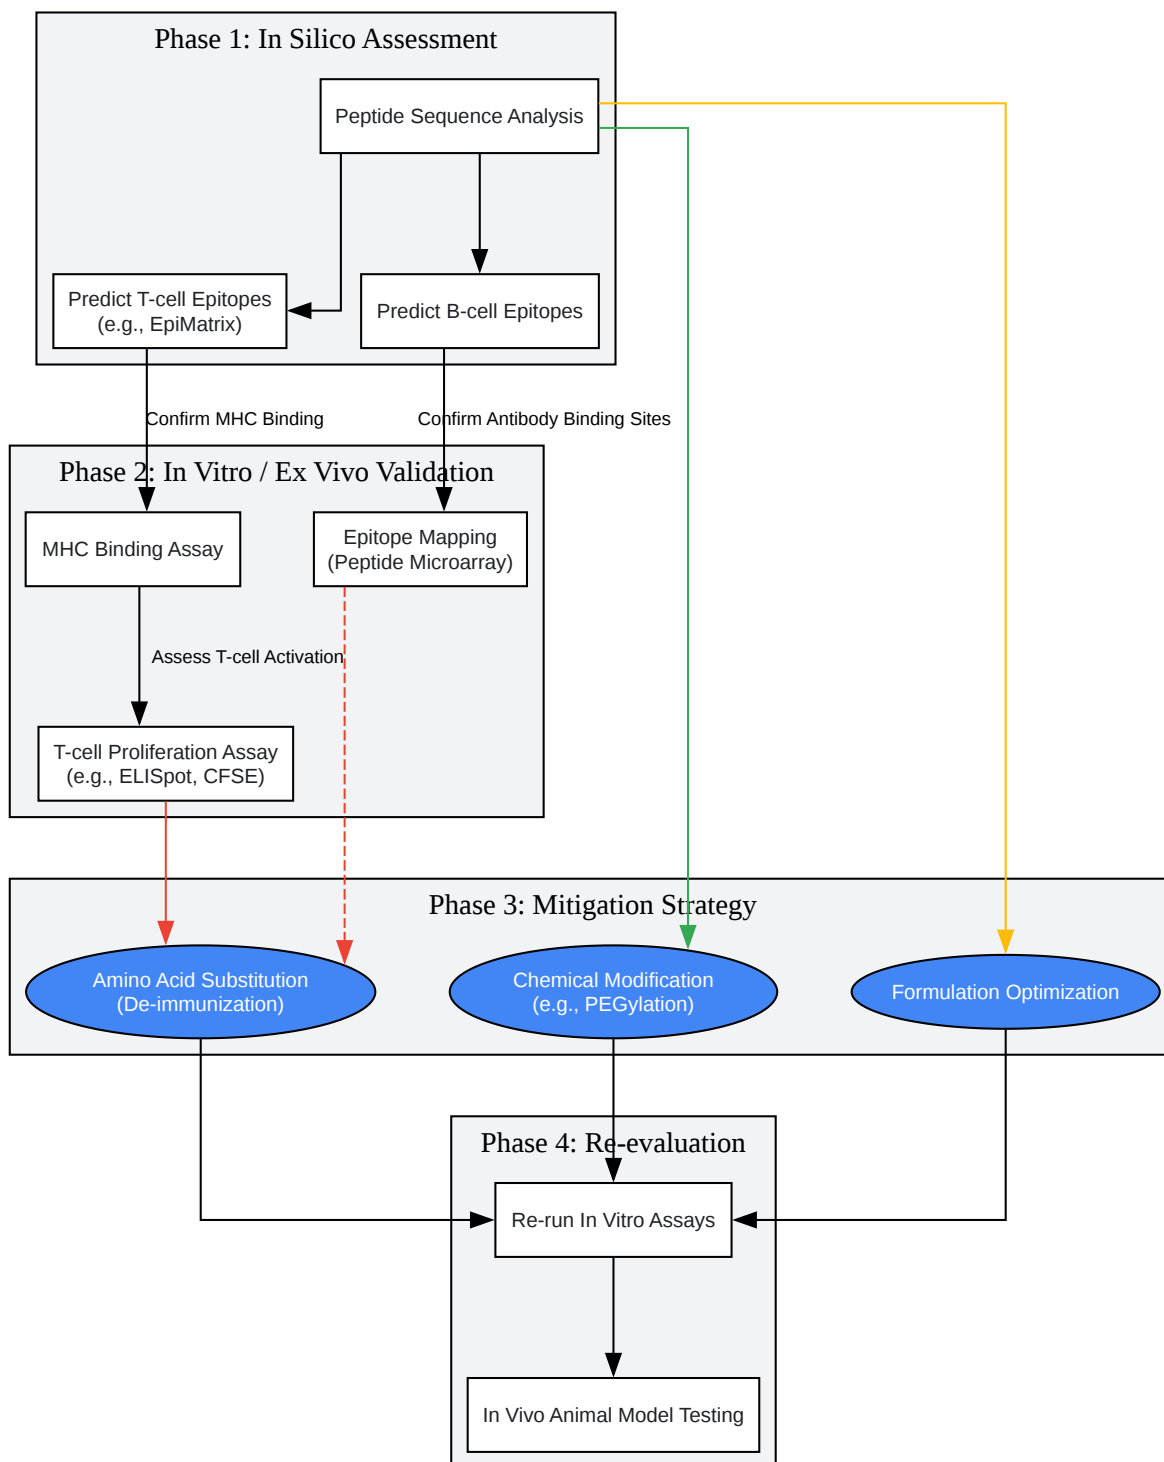 Phase 1: In Silico Assessment
Peptide Sequence Analysis
Predict T-cell Epitopes
(e.g., EpiMatrix)
Predict B-cell Epitopes
Confirm MHC Binding
Confirm Antibody Binding Sites
Phase 2: In Vitro / Ex Vivo Validation
MHC Binding Assay
Epitope Mapping
(Peptide Microarray)
Assess T-cell Activation
T-cell Proliferation Assay
(e.g., ELISpot, CFSE)
Phase 3: Mitigation Strategy
Amino Acid Substitution
(De-immunization)
Chemical Modification
(e.g., PEGylation)
Formulation Optimization
Phase 4: Re-evaluation
Re-run In Vitro Assays
In Vivo Animal Model Testing